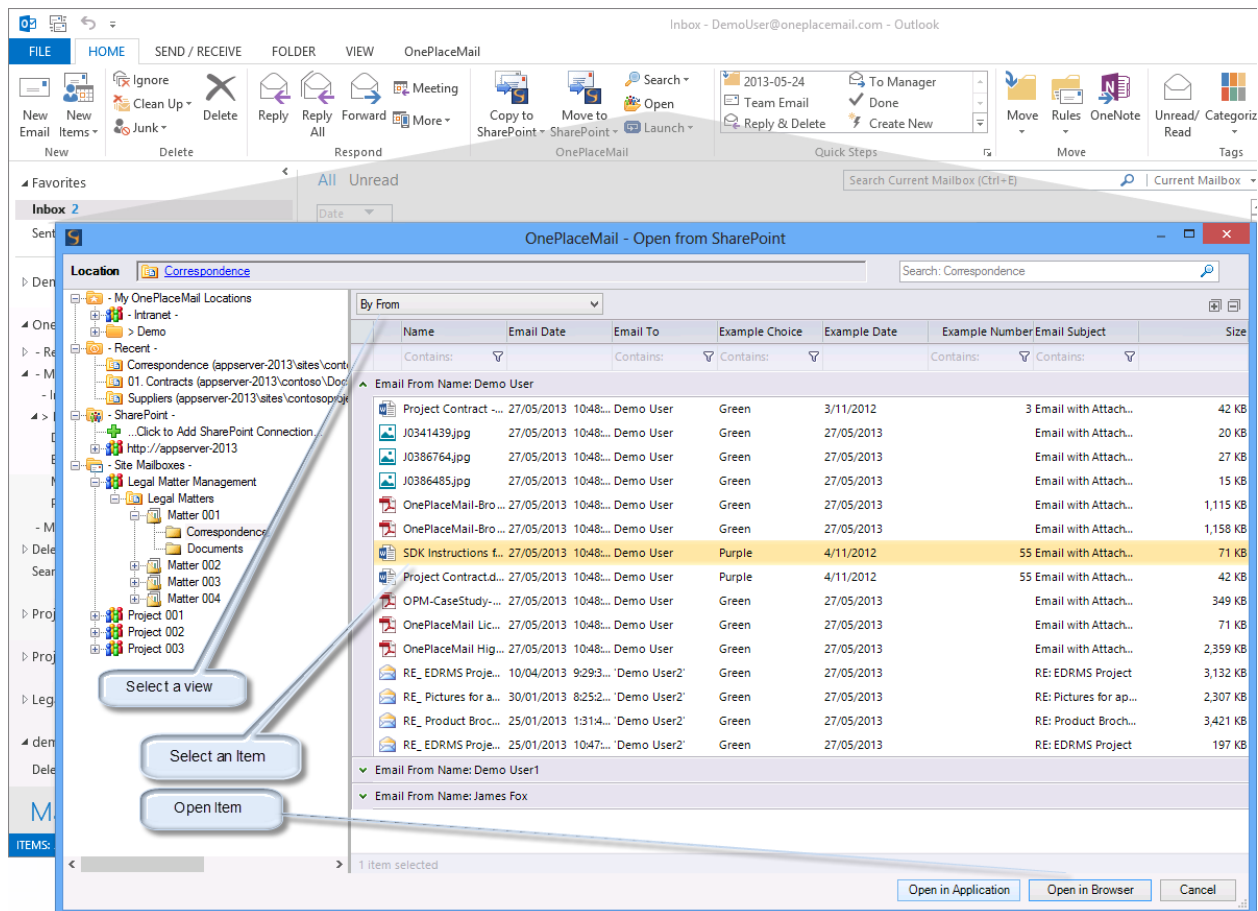 Inbox - DemoUser@oneplacemail.com - Outlook
FILE HOME SEND / RECEIVE FOLDER VIEW OnePlaceMail
New Email
New Items
Ignore
Clean Up
Junk
Delete
Reply
Reply All
Forward
Meeting
More
Copy to SharePoint
Move to SharePoint
Search
Open
Launch
2013-05-24
Team Email
Reply & Delete
To Manager
Done
Create New
Move
Rules
OneNote
Unread/ Read
Categoriz
New Delete Respond OnePlaceMail Quick Steps Move Tags
Favorites
All Unread
Search Current Mailbox (Ctrl+E) Current Mailbox
Inbox 2
Date
Sent
OnePlaceMail - Open from SharePoint
Location Correspondence
Search: Correspondence
- My OnePlaceMail Locations
- Intranet -
> Demo
- Recent -
Correspondence (appserver-2013\sites\conto
01. Contracts (appserver-2013\contoso\Doc
Suppliers (appserver-2013\sites\contosoproje
- SharePoint -
...Click to Add SharePoint Connection...
http://appserver-2013
- Site Mailboxes -
Legal Matter Management
Legal Matters
Matter 001
Correspondence
Documents
Matter 002
Matter 003
Matter 004
Project 001
Project 002
Project 003
By From
Name Email Date Email To Example Choice Example Date Example Number Email Subject Size
Contains: Contains: Contains: Contains: Contains:
Email From Name: Demo User
Project Contract -... 27/05/2013 10:48:... Demo User Green 3/11/2012 3 Email with Attach... 42 KB
J0341439.jpg 27/05/2013 10:48:... Demo User Green 27/05/2013 Email with Attach... 20 KB
J0386764.jpg 27/05/2013 10:48:... Demo User Green 27/05/2013 Email with Attach... 27 KB
J0386485.jpg 27/05/2013 10:48:... Demo User Green 27/05/2013 Email with Attach... 15 KB
OnePlaceMail-Bro... 27/05/2013 10:48:... Demo User Green 27/05/2013 Email with Attach... 1,115 KB
OnePlaceMail-Bro... 27/05/2013 10:48:... Demo User Green 27/05/2013 Email with Attach... 1,158 KB
SDK Instructions f... 27/05/2013 10:48:... Demo User Purple 4/11/2012 55 Email with Attach... 71 KB
Project Contract.d... 27/05/2013 10:48:... Demo User Purple 4/11/2012 55 Email with Attach... 42 KB
OPM-CaseStudy-... 27/05/2013 10:48:... Demo User Green 27/05/2013 Email with Attach... 349 KB
OnePlaceMail Lic... 27/05/2013 10:48:... Demo User Green 27/05/2013 Email with Attach... 71 KB
OnePlaceMail Hig... 27/05/2013 10:48:... Demo User Green 27/05/2013 Email with Attach... 2,359 KB
RE_ EDRMS Proje... 10/04/2013 9:29:3... 'Demo User2' Green 27/05/2013 RE: EDRMS Project 3,132 KB
RE_ Pictures for a... 30/01/2013 8:25:2... 'Demo User2' Green 27/05/2013 RE: Pictures for ap... 2,307 KB
RE_ Product Broc... 25/01/2013 1:31:4... 'Demo User2' Green 27/05/2013 RE: Product Broch... 3,421 KB
RE_ EDRMS Proje... 25/01/2013 10:47:... 'Demo User2' Green 27/05/2013 RE: EDRMS Project 197 KB
Email From Name: Demo User1
Email From Name: James Fox
Select a view
Select an Item
Open Item
ITEMS:
1 item selected
Open in Application Open in Browser Cancel